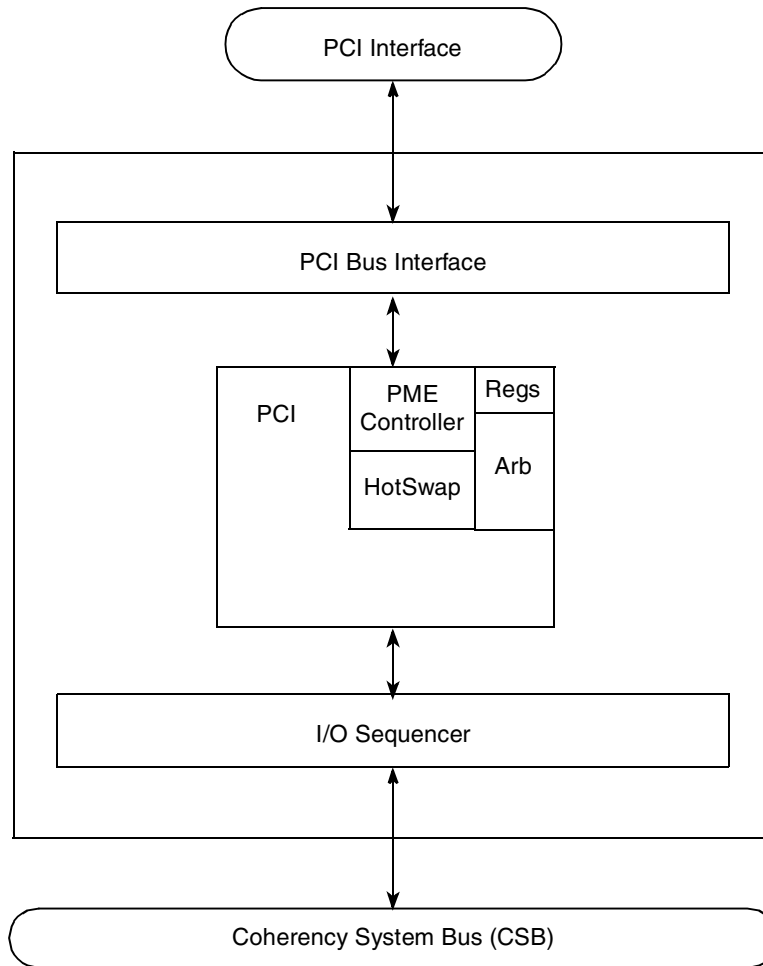 PCI Interface
PCI Bus Interface
PCI
PME
Controller
Regs
HotSwap
Arb
I/O Sequencer
Coherency System Bus (CSB)